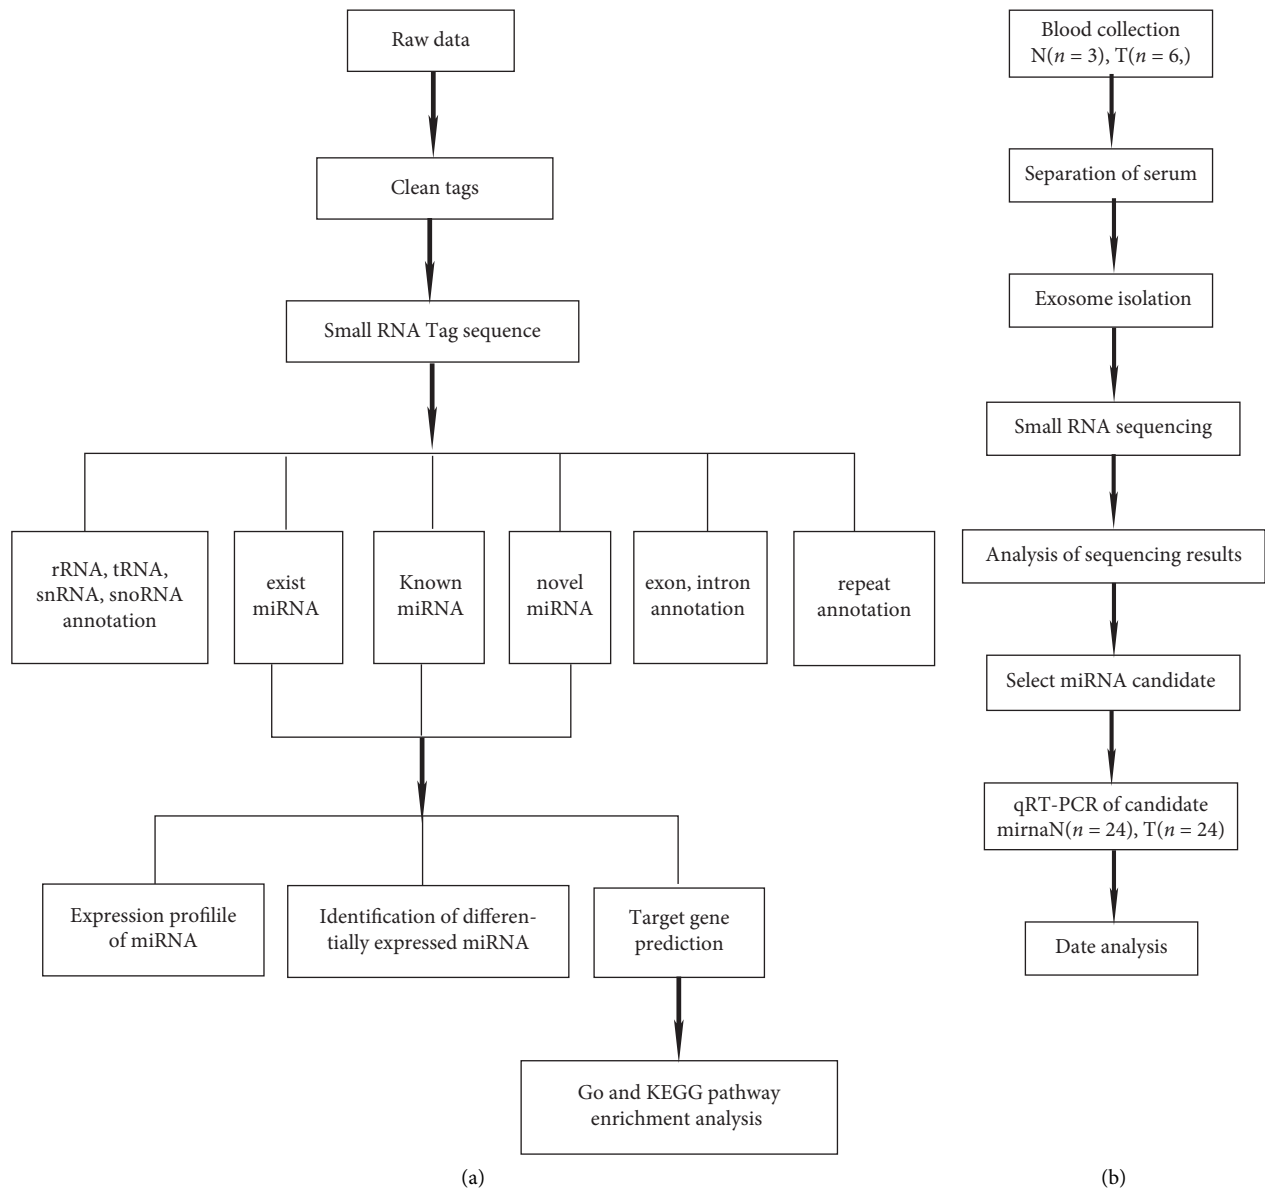 Raw data
Clean tags
Small RNA Tag sequence
rRNA, tRNA,
snRNA, snoRNA
annotation
exist
miRNA
Known
miRNA
novel
miRNA
exon, intron
annotation
repeat
annotation
Expression profilile
of miRNA
Identification of differen-
tially expressed miRNA
Target gene
prediction
Go and KEGG pathway
enrichment analysis
(a)
Blood collection
N(n = 3), T(n = 6,)
Separation of serum
Exosome isolation
Small RNA sequencing
Analysis of sequencing results
Select miRNA candidate
qRT-PCR of candidate
mirnaN(n = 24), T(n = 24)
Date analysis
(b)